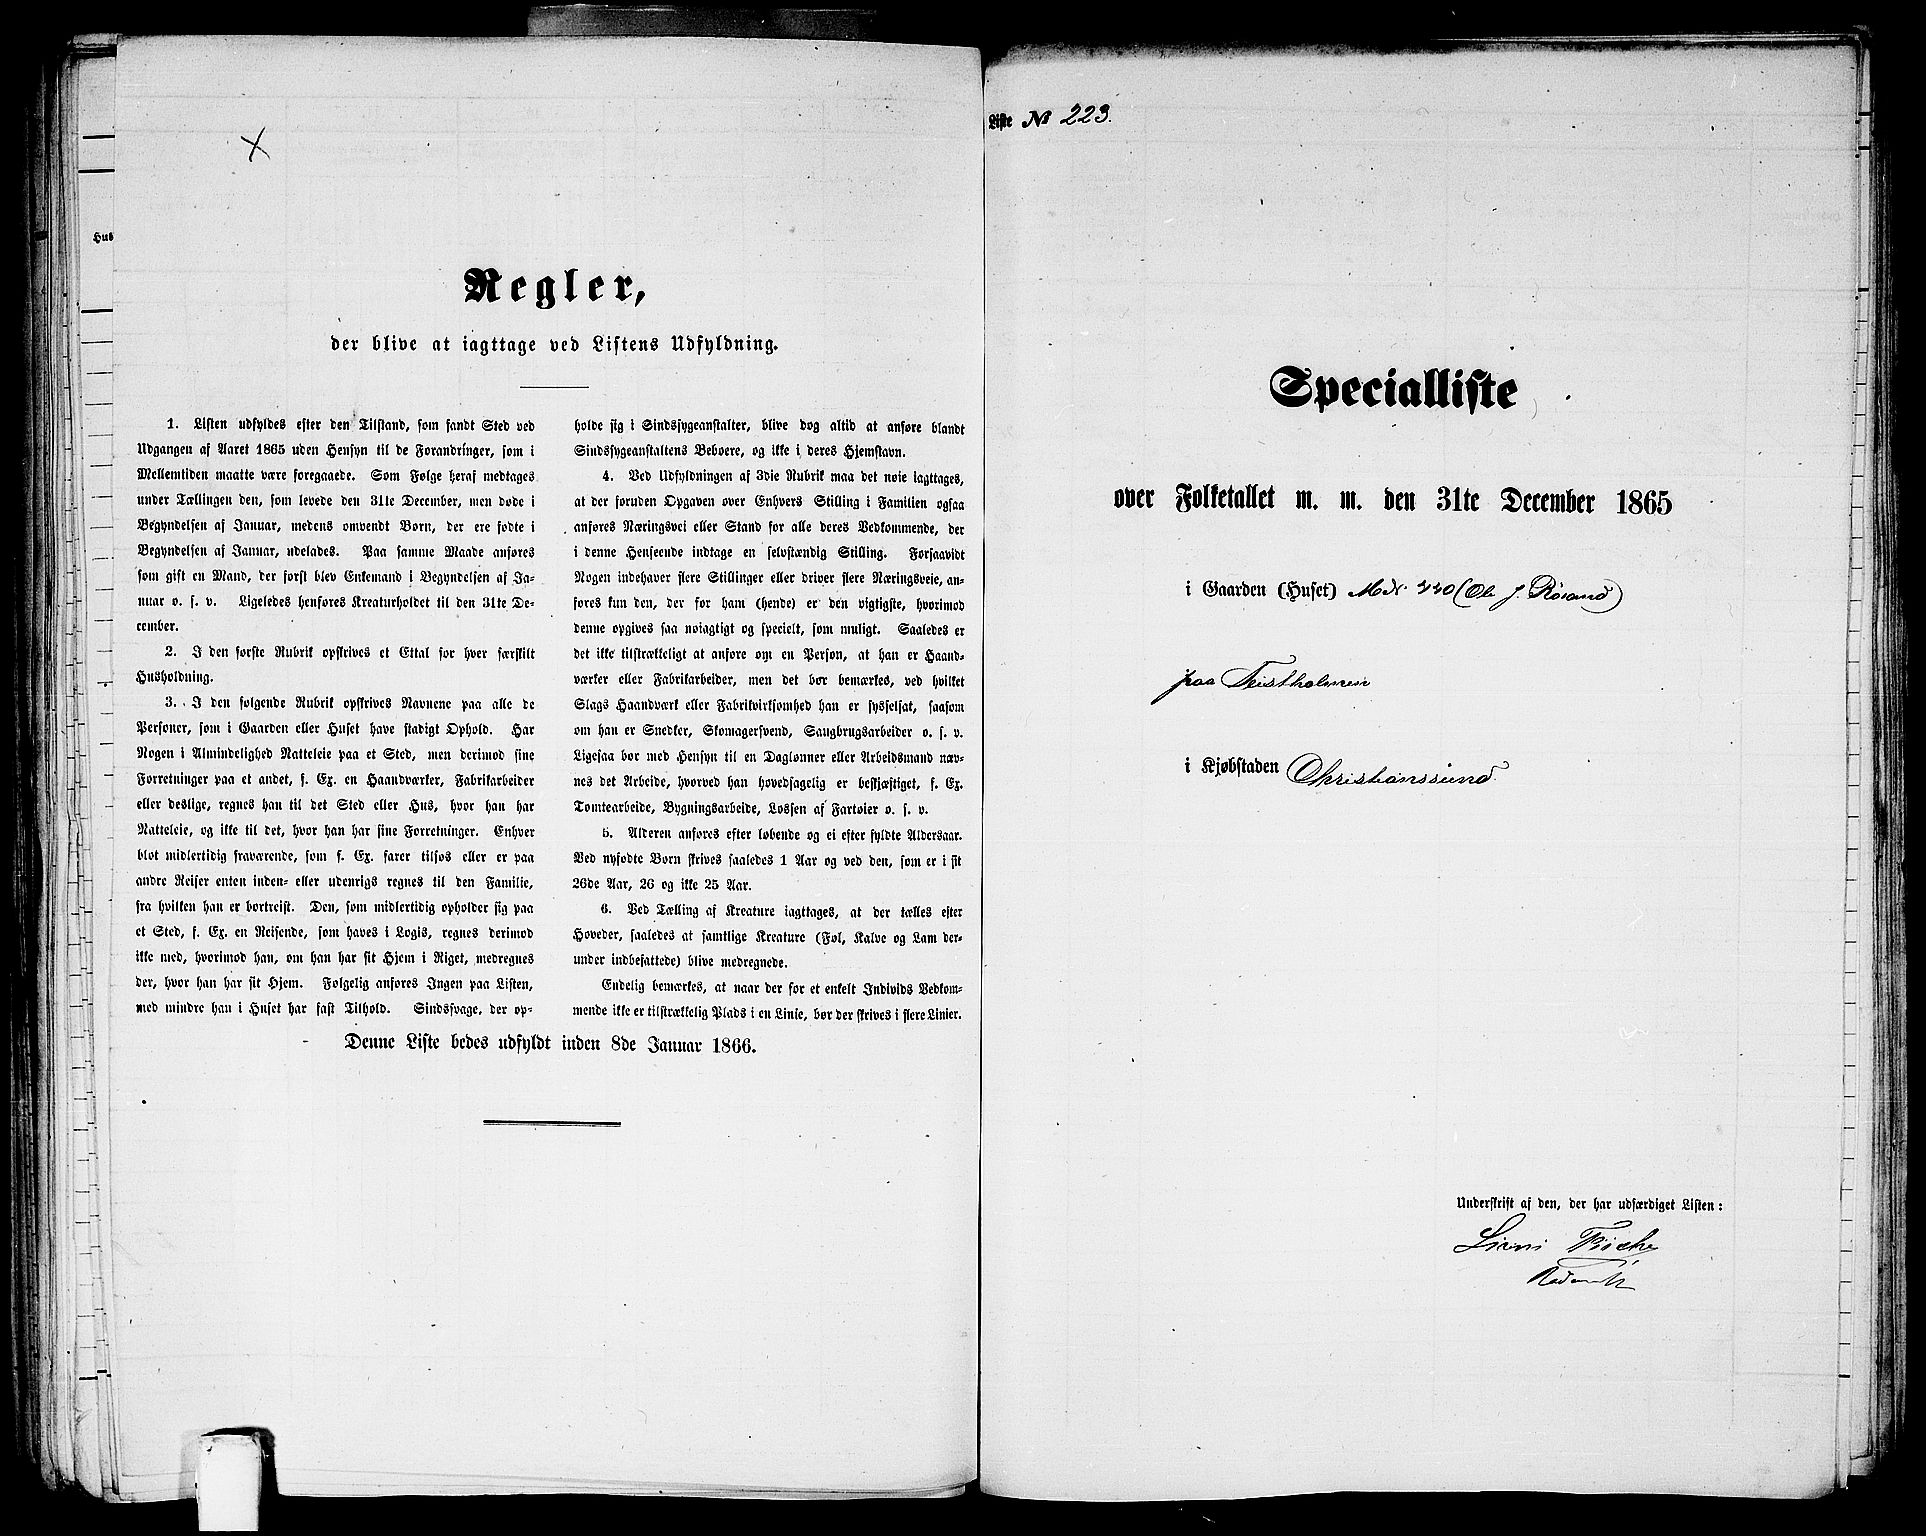 Hus
Regler,
der blive at iagttage ved Listens Udfyldning.
1. Listen udfyldes efter den Tilstand, som fandt Sted ved
Udgangen af Aaret 1865 uden Hensyn til de Forandringer, som i
Mellemtiden maatte være foregaaede. Som Følge heraf medtages
under Tællingen den, som levede den 31te December, men døde i
Begyndelsen af Januar, medens omvendt Børn, der ere fødte i
Begyndelsen af Januar, udelades. Paa samme Maade anføres
som gift en Mand, der først blev Enkemand i Begyndelsen af Ja-
nuar o. s. v. Ligeledes henføres Kreaturholdet til den 31te De-
cember.
2. I den første Rubrik opskrives et Ettal for hver særskilt
Husholdning.
3. I den følgende Rubrik opskrives Navnene paa alle de
Personer, som i Gaarden eller Huset have stadigt Ophold. Har
Nogen i Almindelighed Natteleie paa et Sted, men derimod sine
Forretninger paa et andet, f. Ex. en Haandværker, Fabrikarbeider
eller deslige, regnes han til det Sted eller Hus, hvor han har
Natteleie, og ikke til det, hvor han har sine Forretninger. Enhver
blot midlertidig fraværende, som f. Ex. farer tilsøs eller er paa
andre Reiser enten inden- eller udenrigs regnes til den Familie,
fra hvilken han er bortreist. Den, som midlertidig opholder sig paa
et Sted, f. Ex. en Reisende, som haves i Logis, regnes derimod
ikke med, hvorimod han, om han har sit Hjem i Riget, medregnes
der, hvor han har sit Hjem. Følgelig anføres Ingen paa Listen,
med mindre han i Huset har fast Tilhold. Sindssvage, der op-
holde sig i Sindssygeanstalter, blive dog altid at anføre blandt
Sindssygeanstaltens Beboere, og ikke i deres Hjemstavn.
4. Ved Udfyldningen af 3die Rubrik maa det nøie iagttages,
at der foruden Opgaven over Enhvers Stilling i Familien ogsaa
anføres Næringsvei eller Stand for alle deres Vedkommende, der
i denne Henseende indtage en selvstændig Stilling. Forsaavidt
Nogen indehaver flere Stillinger eller driver flere Næringsveie, an-
føres kun den, der for ham (hende) er den vigtigste, hvorimod
denne opgives saa nøiagtigt og specielt, som muligt. Saaledes er
det ikke tilstrækkeligt at anføre om en Person, at han er Haand-
værker eller Fabrikarbeider, men det bør bemærkes, ved hvilket
Slags Haandværk eller Fabrikvirksomhed han er sysselsat, saasom
om han er Snedker, Skomagersvend, Saugbrugsarbeider o. s. v.
Ligesaa bør med Hensyn til en Daglønner eller Arbeidsmand næv-
nes det Arbeide, hvorved han hovedsagelig er beskjæftiget, f. Ex.
Tomtearbeide, Bygningsarbeide, Lossen af Fartøier o. s. v.
5. Alderen anføres efter løbende og ei efter fyldte Aldersaar.
Ved nyfødte Børn skrives saaledes 1 Aar og ved den, som er i sit
26de Aar, 26 og ikke 25 Aar.
6. Ved Tælling af Kreature iagttages, at der tælles efter
Hoveder, saaledes at samtlige Kreature (Føl, Kalve og Lam der-
under indbefattede) blive medregnede.
Endelig bemærkes, at naar der for et enkelt Individs Vedkom-
mende ikke er tilstrækkelig Plads i en Linie, bør der skrives i flere Linier.
Denne Liste bedes udfyldt inden 8de Januar 1866.
Liste № 223.
Specialliste
over Folketallet m. m. den 31te December 1865
i Gaarden (Huset) (Ole J. Rösand)
paa Feistholmen
i Kjøbstaden Christianssund.
Underskrift af den, der har udfærdiget Listen: